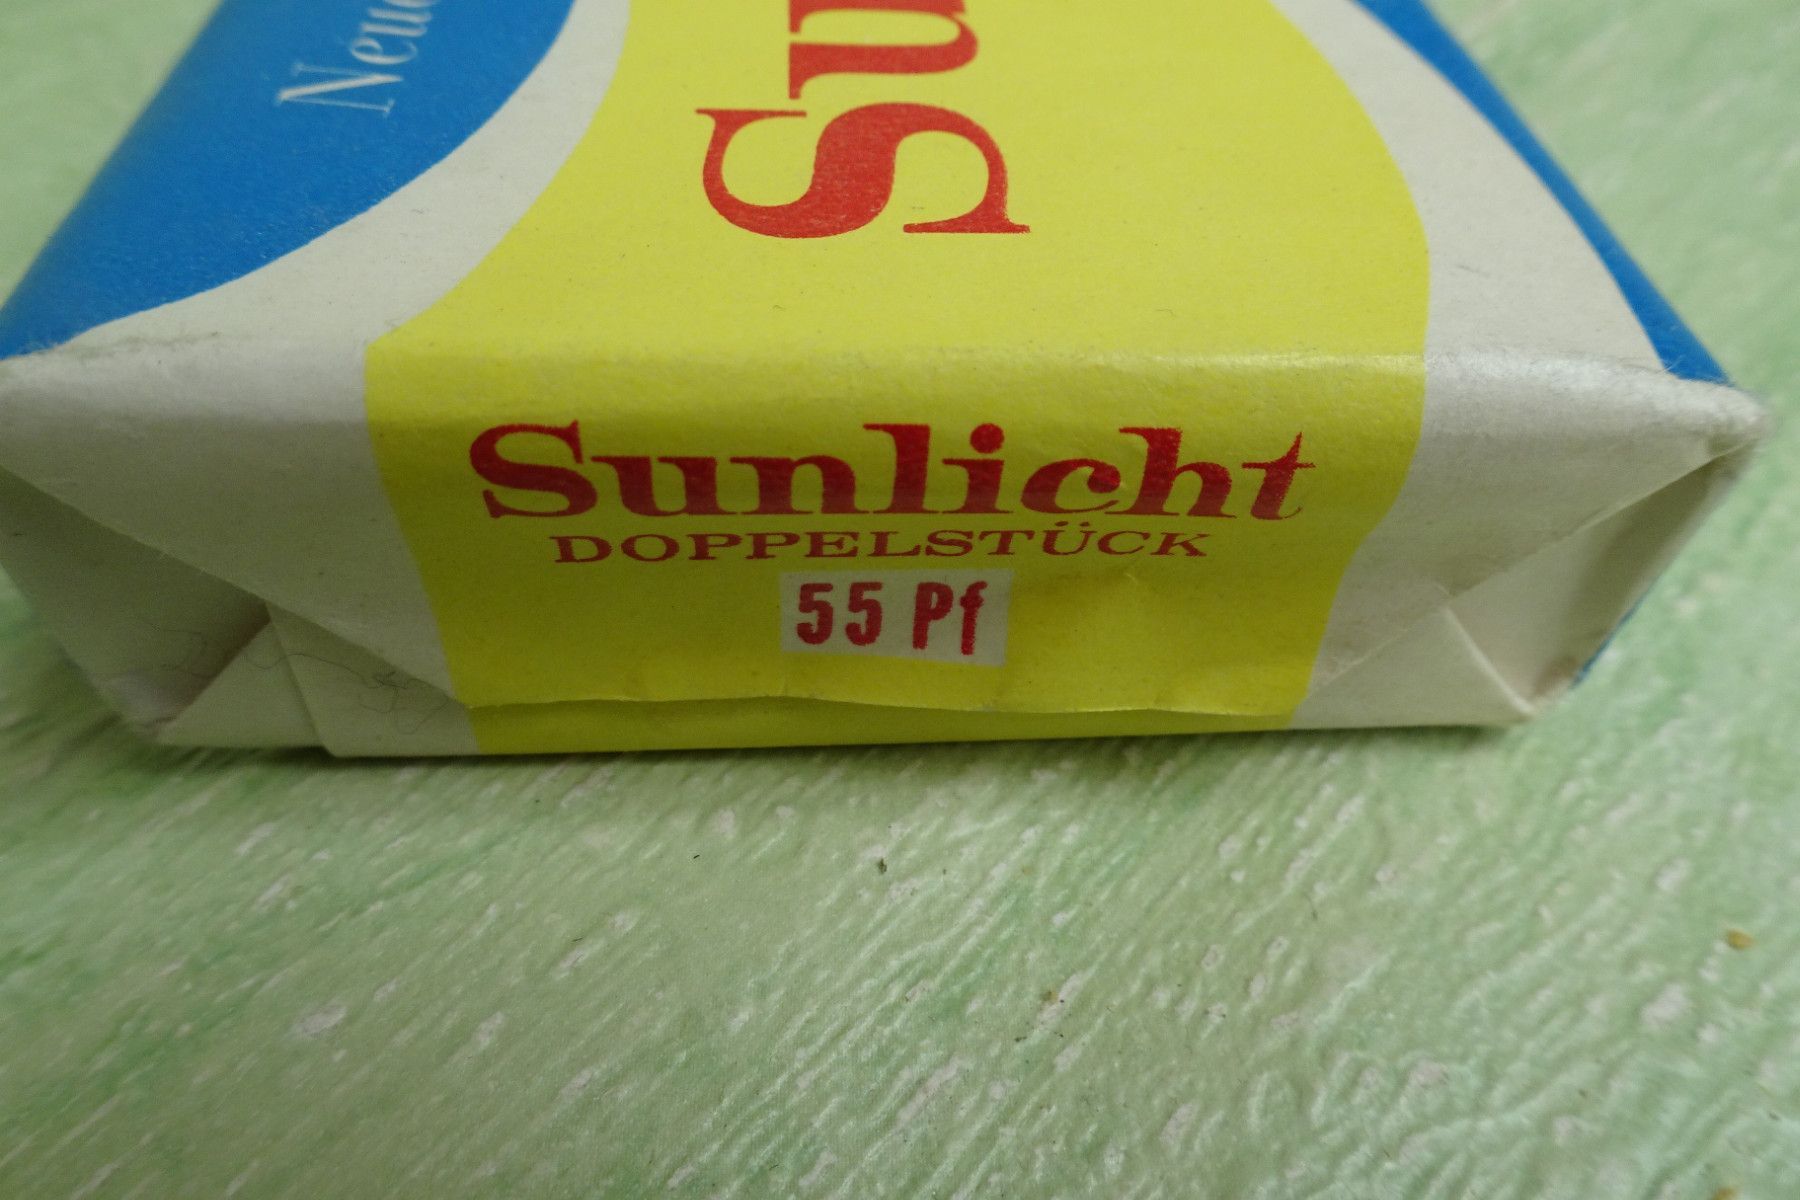 Sunlicht
DOPPELSTÜCK
55 Pf